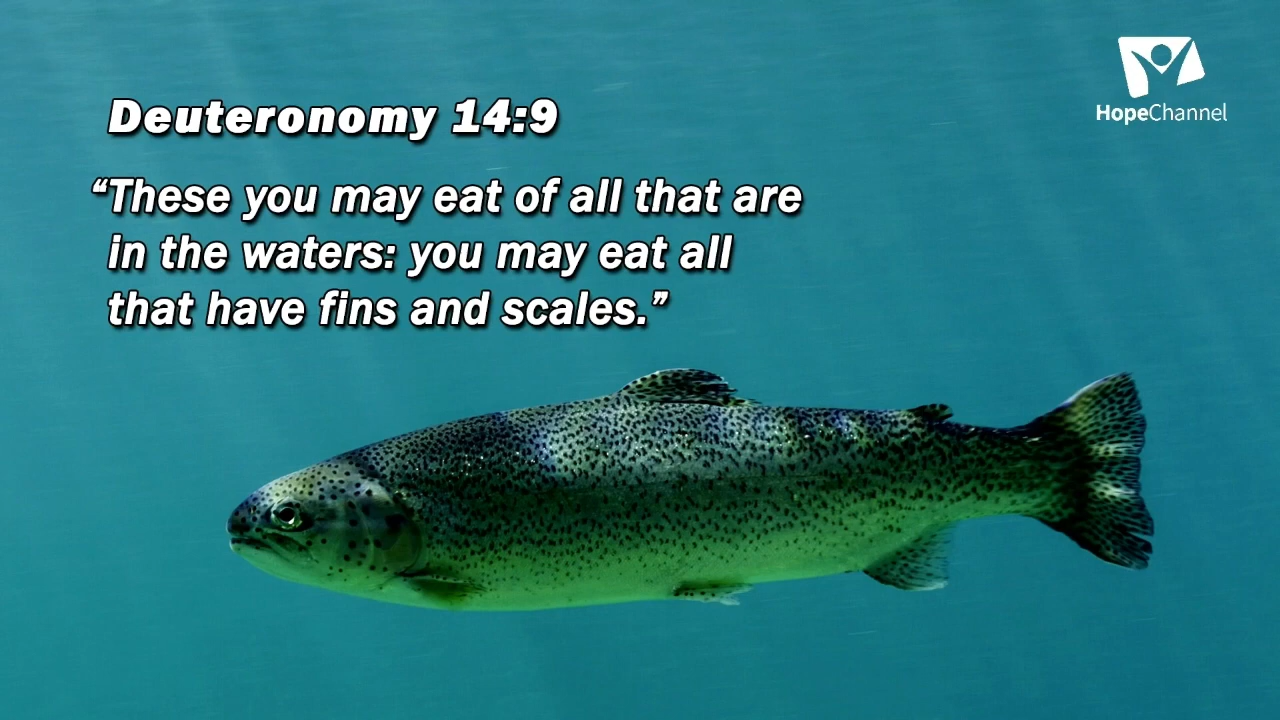 HopeChannel
Deuteronomy 14:9
“These you may eat of all that are
in the waters: you may eat all
that have fins and scales.”